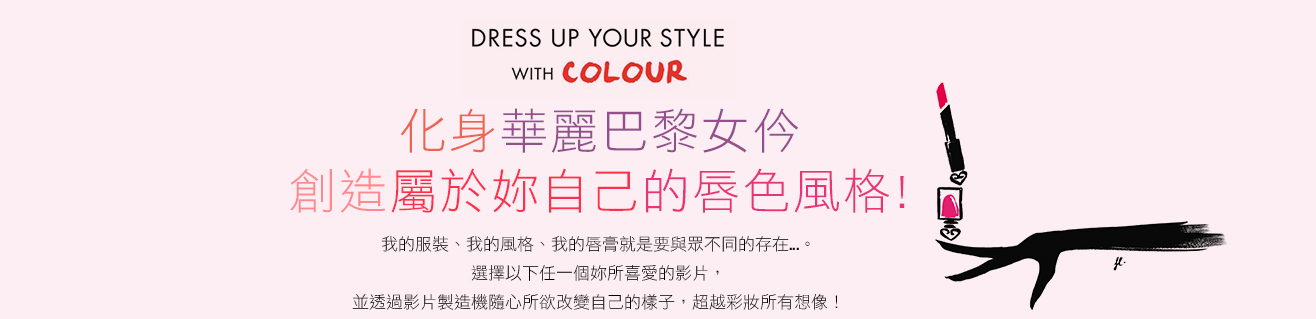 DRESS UP YOUR STYLE
WITH COLOUR
化身華麗巴黎女伶
創造屬於妳自己的唇色風格!
我的服裝、我的風格、我的唇膏就是要與眾不同的存在...。
選擇以下任一個妳所喜愛的影片，
並透過影片製造機隨心所欲改變自己的樣子，超越彩妝所有想像！